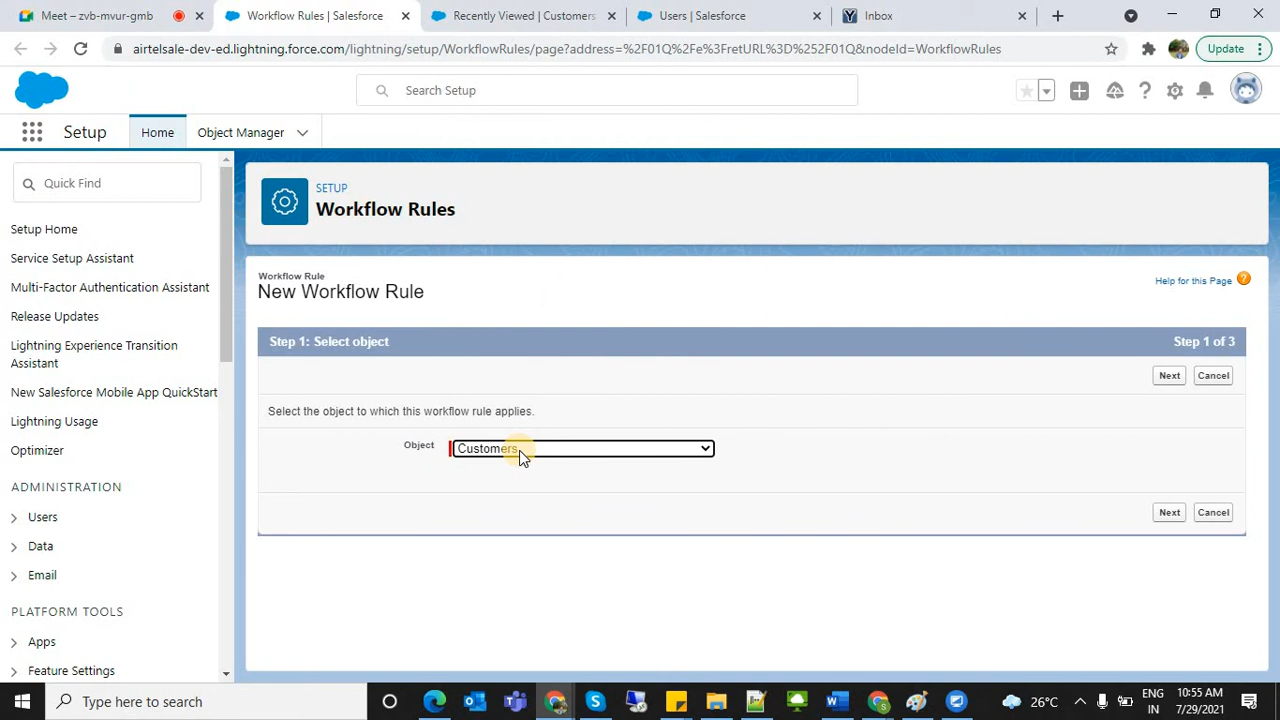 Meet – zvb-mvur-gmb
Workflow Rules | Salesforce
Recently Viewed | Customers
Users | Salesforce
Inbox
airtelsale-dev-ed.lightning.force.com/lightning/setup/WorkflowRules/page?address=%2F01Q%2Fe%3FretURL%3D%252F01Q&nodeId=WorkflowRules
Update
Search Setup
Setup
Home
Object Manager
Quick Find
Setup Home
Service Setup Assistant
Multi-Factor Authentication Assistant
Release Updates
Lightning Experience Transition
Assistant
New Salesforce Mobile App QuickStart
Lightning Usage
Optimizer
ADMINISTRATION
Users
Data
Email
PLATFORM TOOLS
Apps
Feature Settings
SETUP
Workflow Rules
Workflow Rule
New Workflow Rule
Help for this Page
Step 1: Select object
Step 1 of 3
Next
Cancel
Select the object to which this workflow rule applies.
Object
Customers
Next
Cancel
Type here to search
26°C
ENG
IN
10:55 AM
7/29/2021